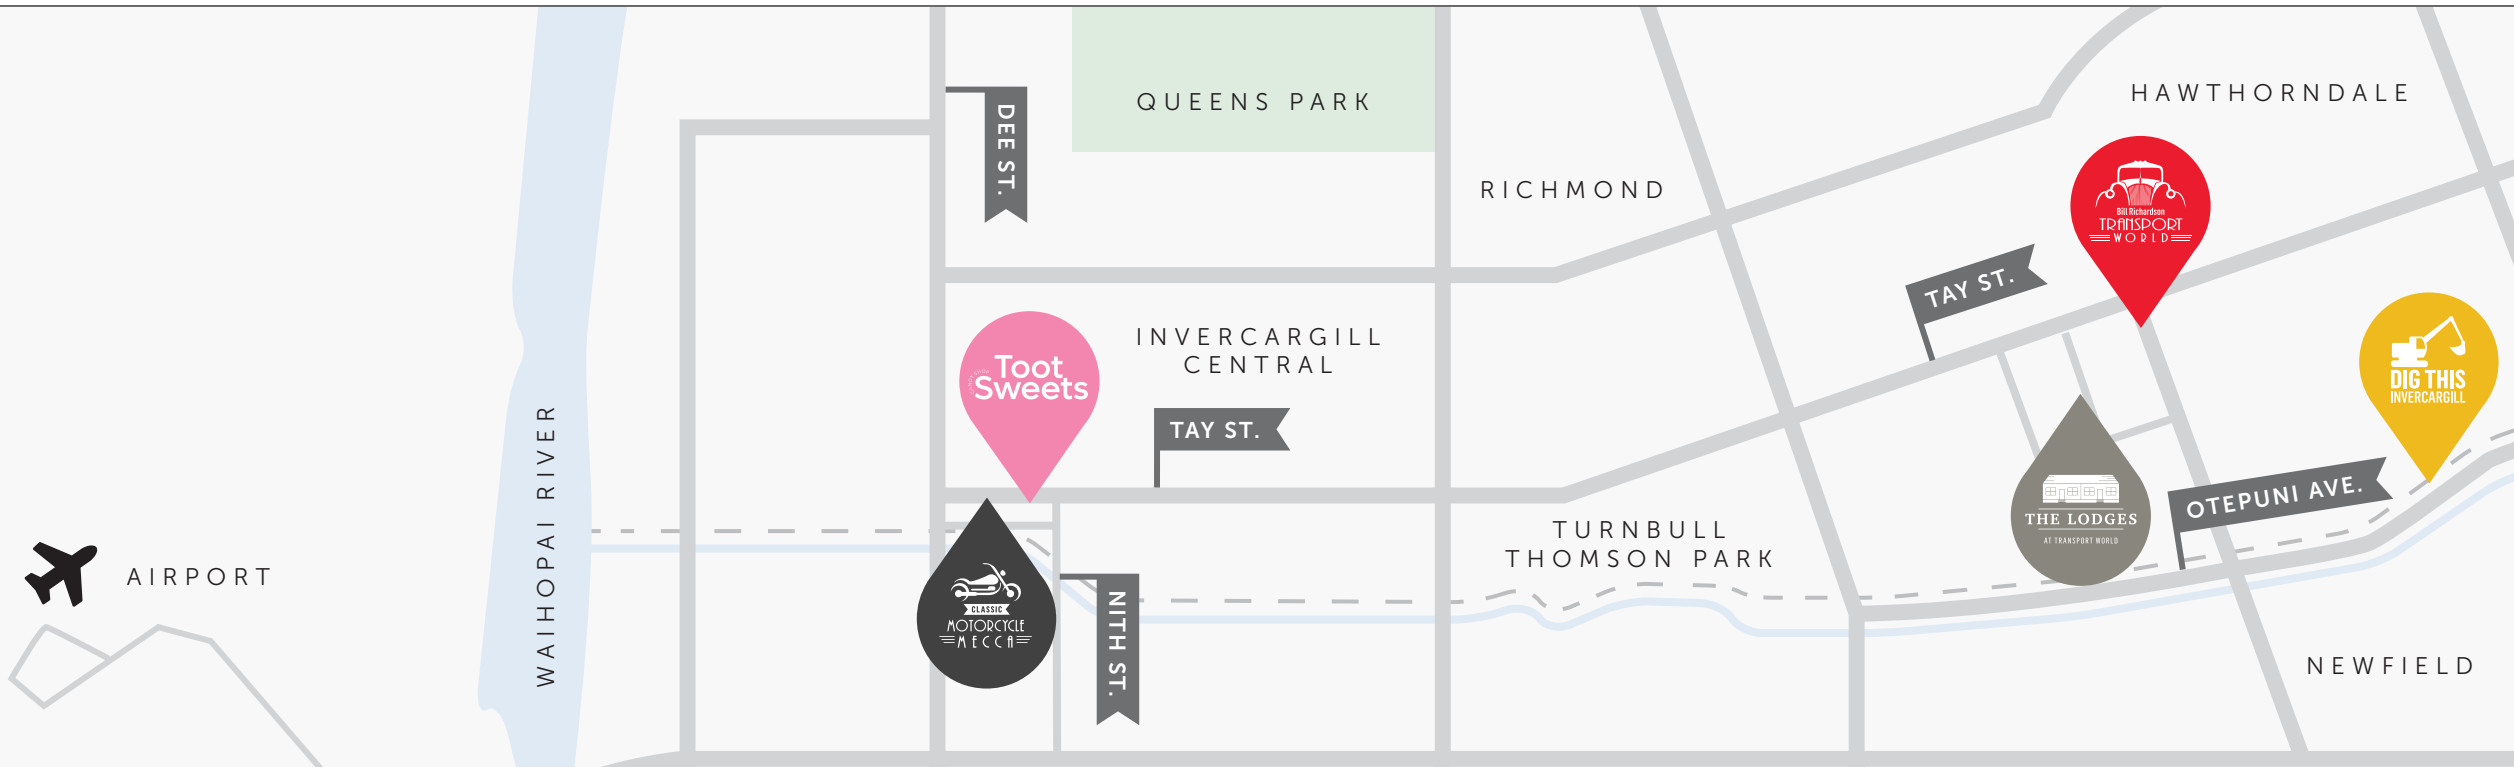 QUEENS PARK
HAWTHORNDALE
DEE ST.
RICHMOND
Bill Richardson
TRANSPORT
WORLD
TAY ST.
INVERCARGILL
CENTRAL
Toot
Sweets
DIG THIS
INVERCARGILL
TAY ST.
WAIHOPAI RIVER
OTEPUNI AVE.
THE LODGES
AT TRANSPORT WORLD
TURNBULL
THOMSON PARK
AIRPORT
CLASSIC
MOTORCYCLE
MECCA
NITH ST.
NEWFIELD